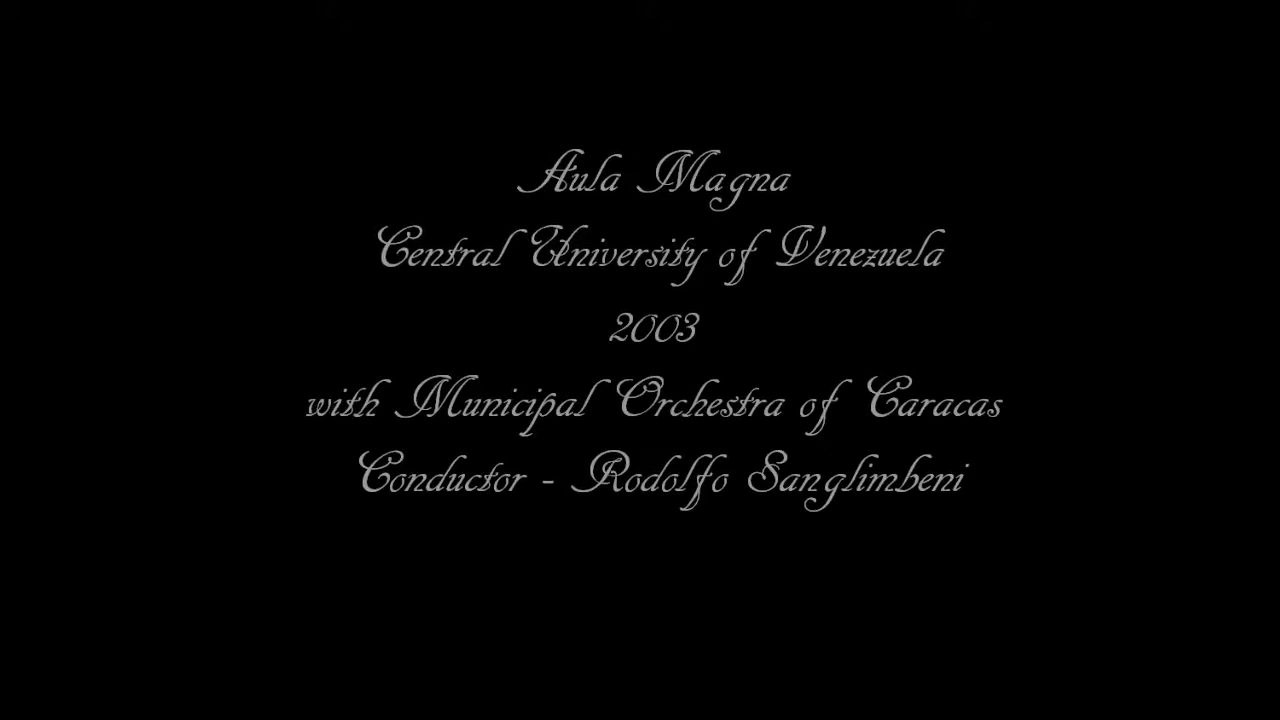 Aula Magna
Central University of Venezuela
2003
with Municipal Orchestra of Caracas
Conductor - Rodolfo Sanglimbeni